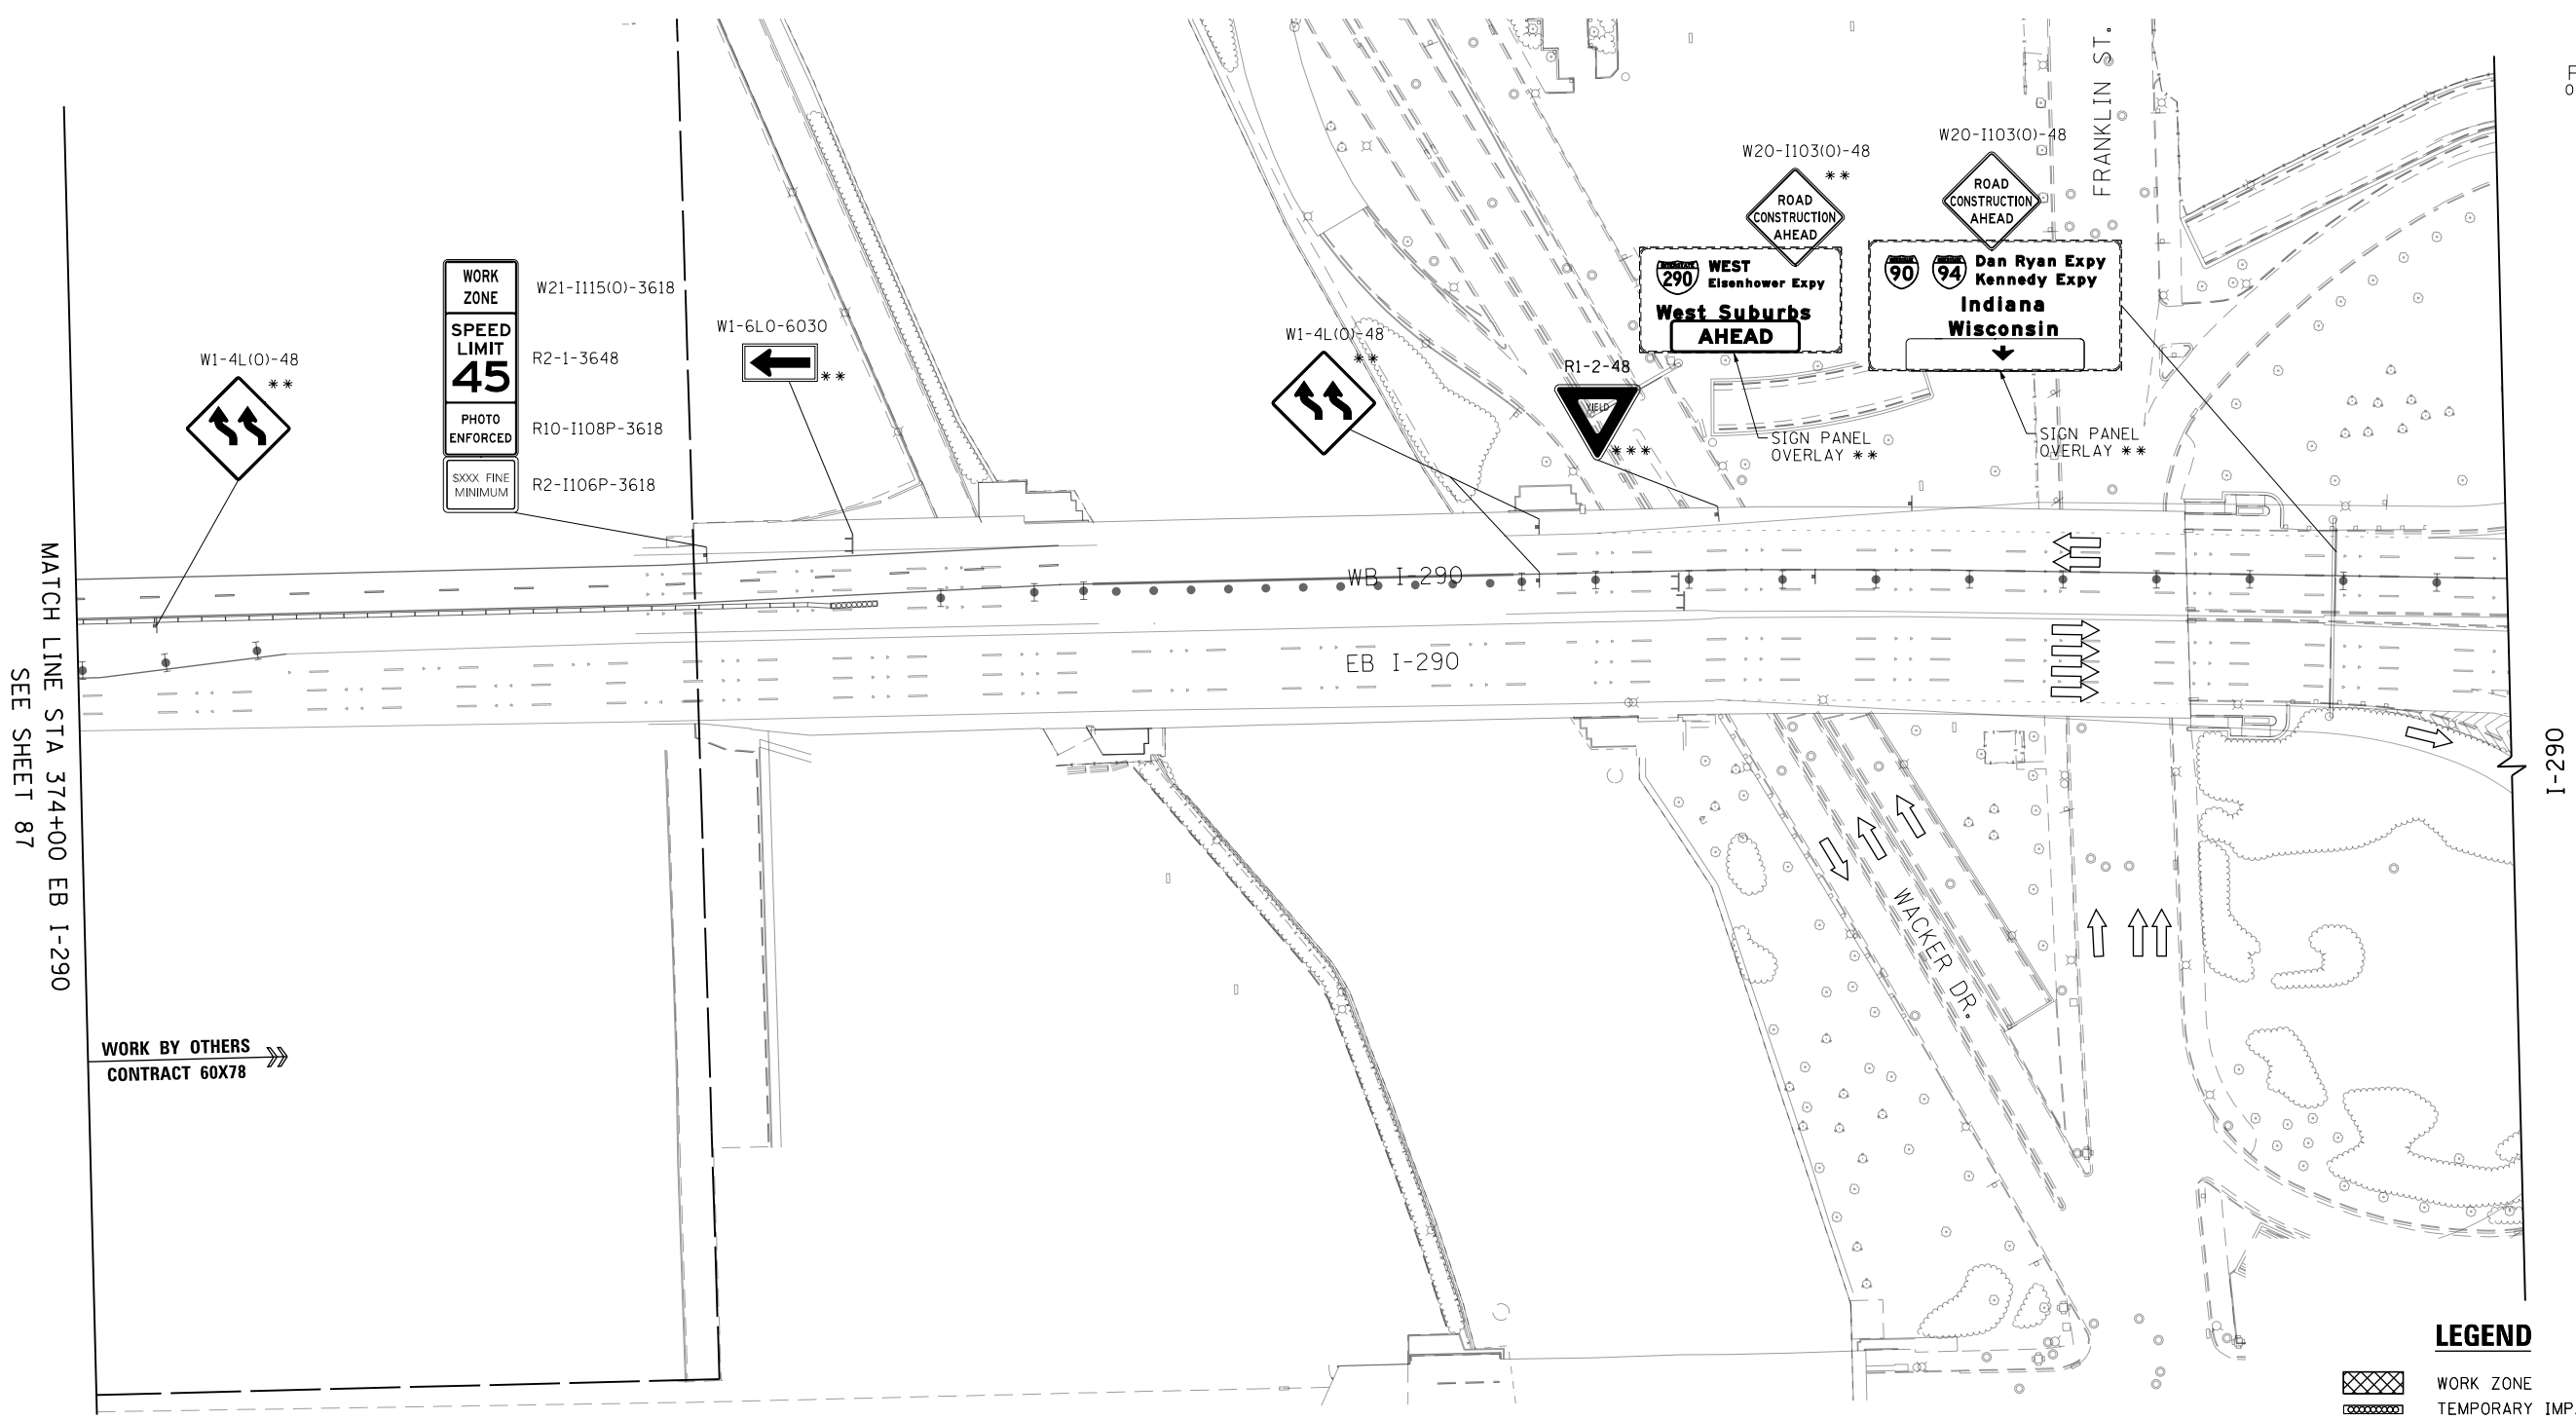 FRANKLIN ST.
W20-I103(O)-48
**
ROAD
CONSTRUCTION
AHEAD
W20-I103(O)-48
ROAD
CONSTRUCTION
AHEAD
INTERSTATE
290
WEST
Eisenhower Expy
West Suburbs
AHEAD
90
94
Dan Ryan Expy
Kennedy Expy
Indiana
Wisconsin
SIGN PANEL
OVERLAY **
SIGN PANEL
OVERLAY **
W1-4L(O)-48
**
WORK
ZONE
SPEED
LIMIT
45
PHOTO
ENFORCED
$XXX FINE
MINIMUM
W21-I115(O)-3618
R2-1-3648
R10-I108P-3618
R2-I106P-3618
W1-6LO-6030
**
W1-4L(O)-48
**
R1-2-48
YIELD
***
WB I-290
EB I-290
MATCH LINE STA 374+00 EB I-290
SEE SHEET 87
I-290
WACKER DR.
WORK BY OTHERS
CONTRACT 60X78
LEGEND
WORK ZONE
TEMPORARY IMP